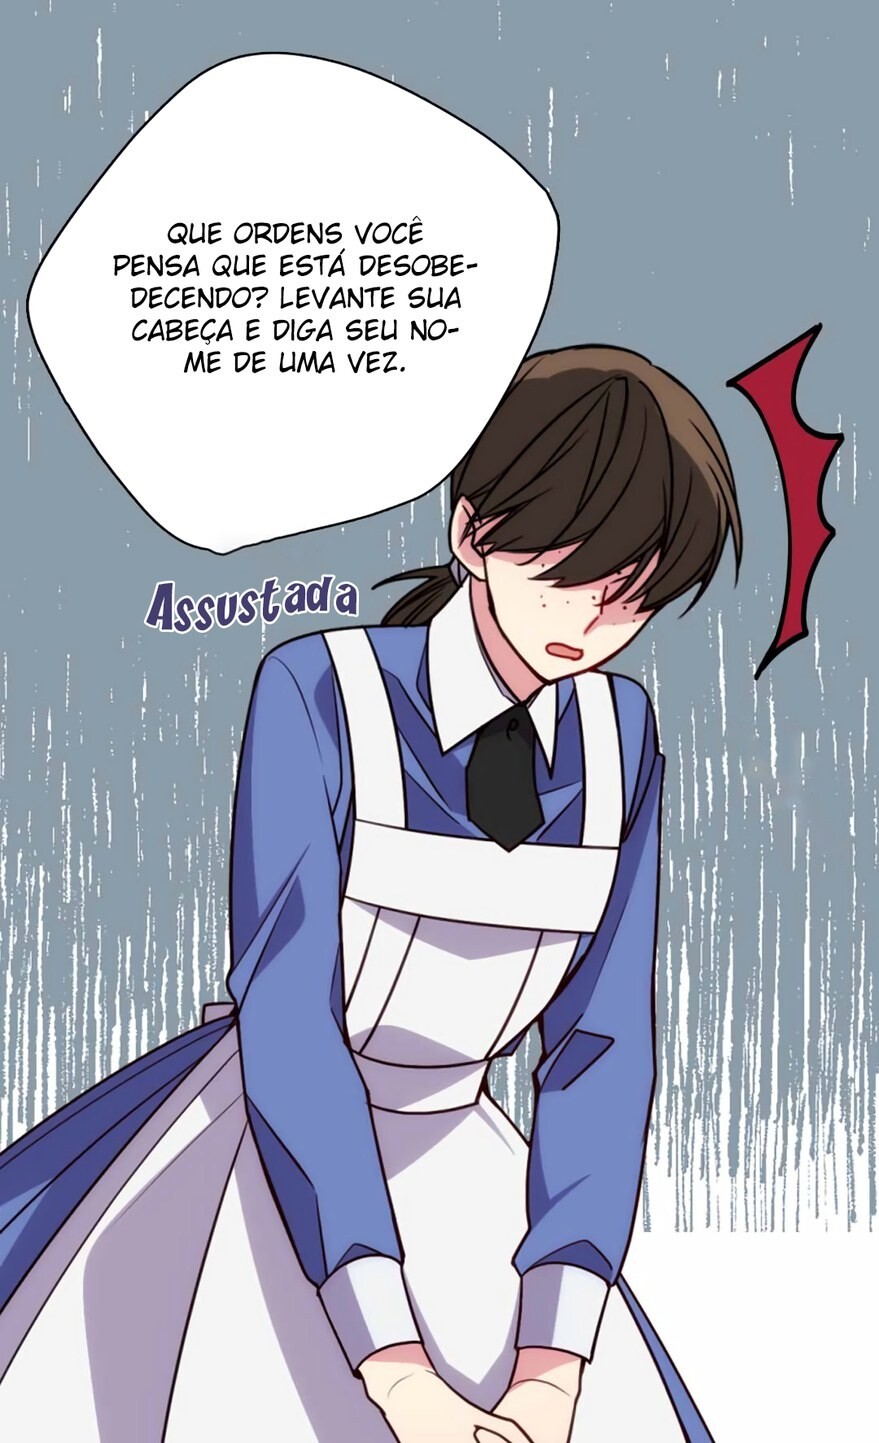 QUE ORDENS VOCÊ
PENSA QUE ESTÁ DESOBE-
DECENDO? LEVANTE SUA
CABEÇA E DIGA SEU NO-
ME DE UMA VEZ.
Assustada